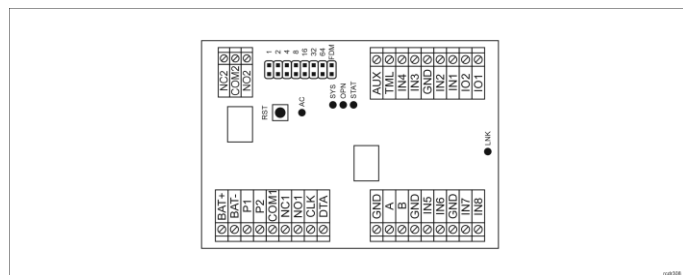 NC2
COM2
NO2
1
2
4
8
16
32
64
FDM
RST
AC
SYS
OPN
STAT
AUX
TML
IN4
IN3
GND
IN2
IN1
IO2
IO1
LNK
BAT+
BAT-
P1
P2
COM1
NC1
NO1
CLK
DTA
GND
A
B
GND
IN5
IN6
GND
IN7
IN8